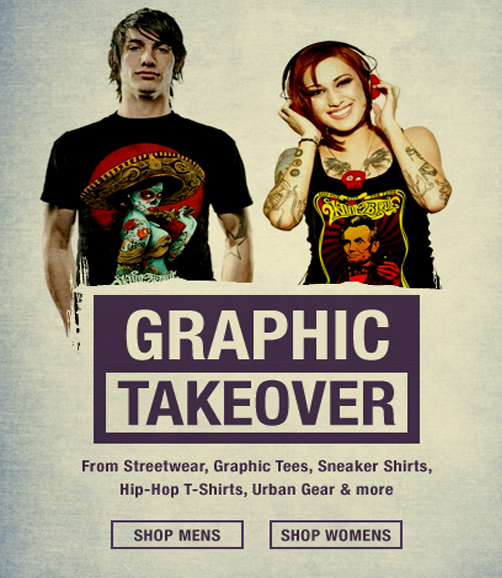 GRAPHIC
TAKEOVER
From Streetwear, Graphic Tees, Sneaker Shirts,
Hip-Hop T-Shirts, Urban Gear & more
SHOP MENS SHOP WOMENS